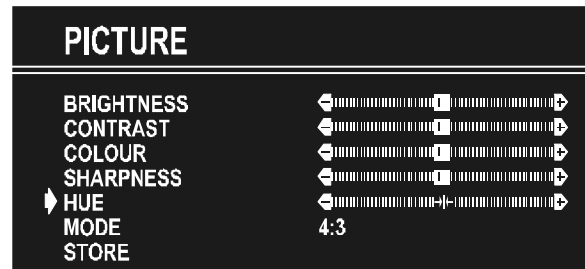 PICTURE
BRIGHTNESS
CONTRAST
COLOUR
SHARPNESS
HUE
MODE 4:3
STORE